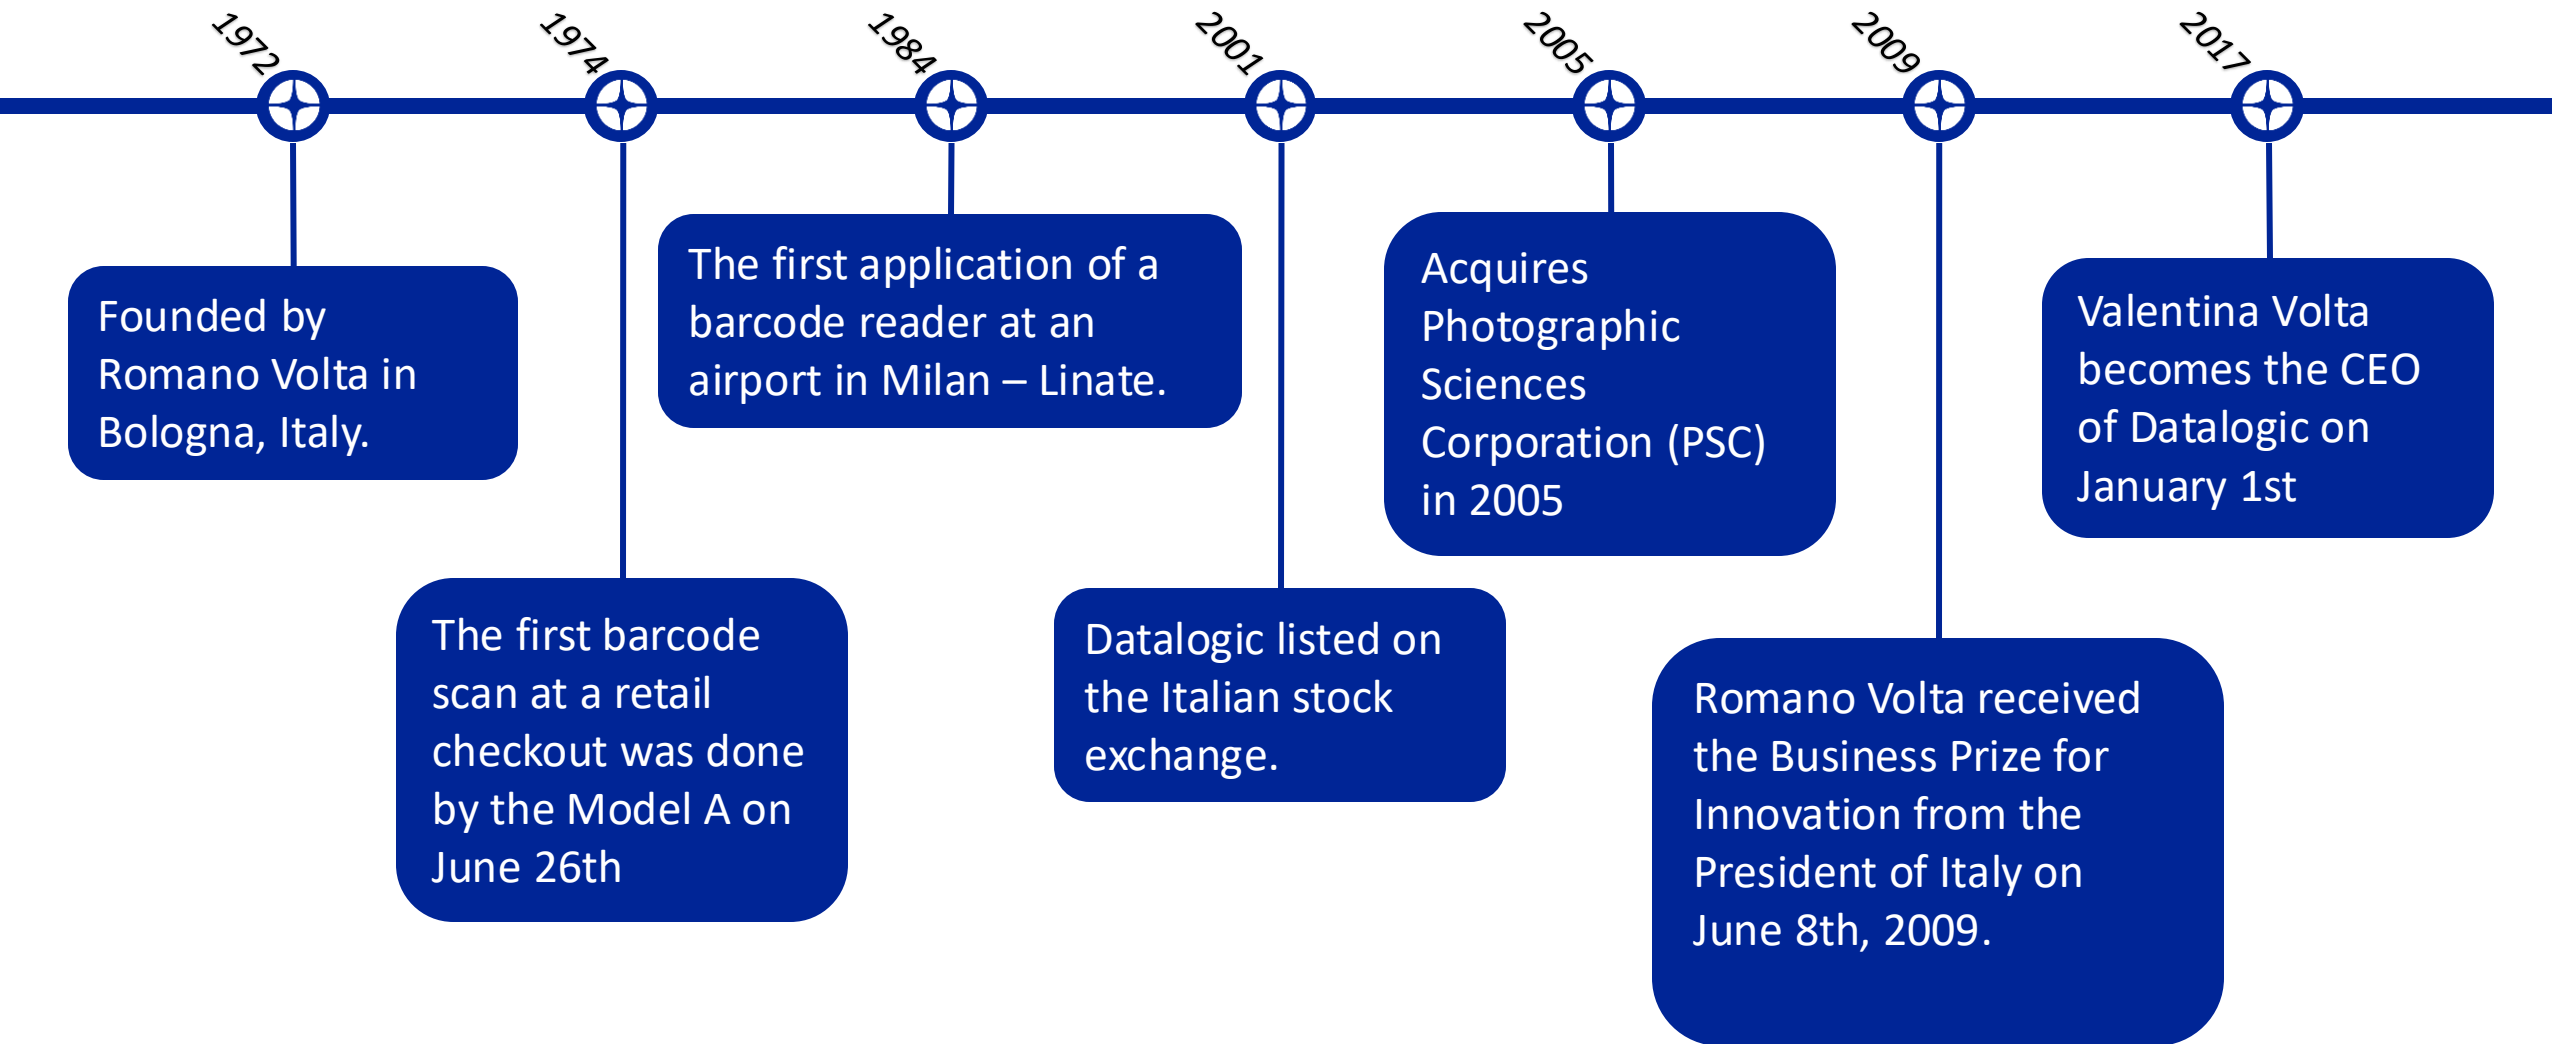 1972
1974
1984
2001
2005
2009
2017
Founded by
Romano Volta in
Bologna, Italy.
The first barcode
scan at a retail
checkout was done
by the Model A on
June 26th
The first application of a
barcode reader at an
airport in Milan – Linate.
Datalogic listed on
the Italian stock
exchange.
Acquires
Photographic
Sciences
Corporation (PSC)
in 2005
Romano Volta received
the Business Prize for
Innovation from the
President of Italy on
June 8th, 2009.
Valentina Volta
becomes the CEO
of Datalogic on
January 1st